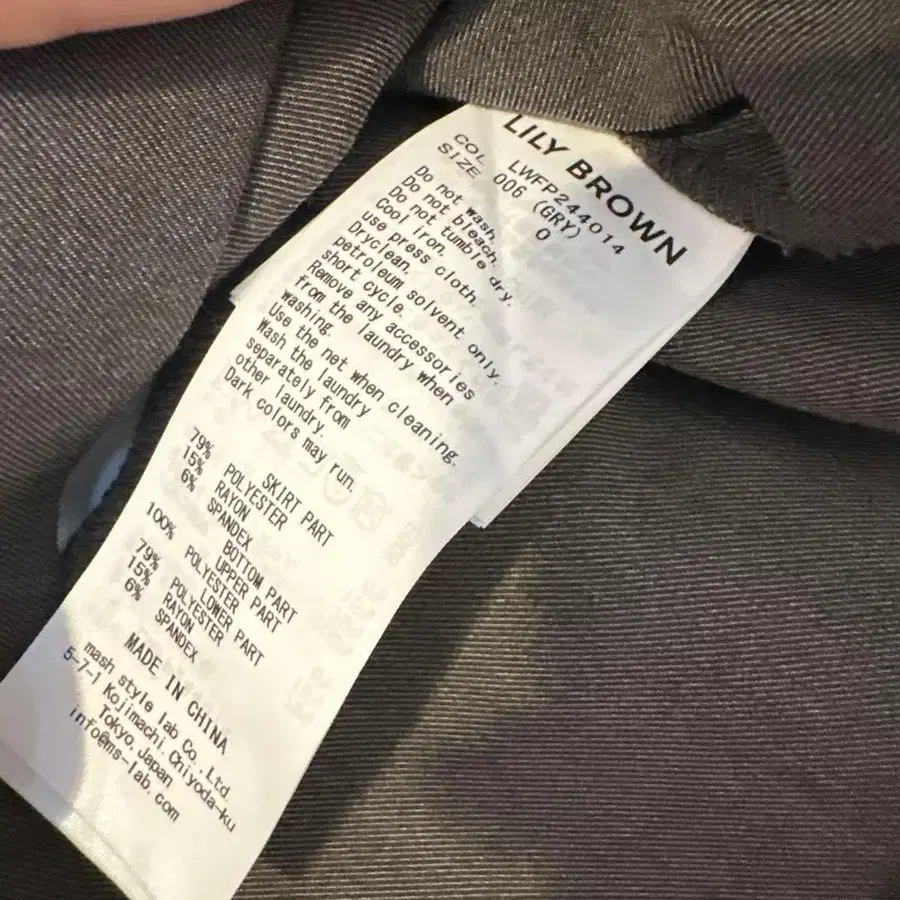 LILY BROWN
LWFP244014
COL 006 (GRY)
SIZE 0
Do not wash.
Do not bleach.
Do not tumble dry.
Cool iron.
use press cloth.
Dryclean.
petroleum solvent only.
short cycle.
Remove any accessories
from the laundry when
washing.
Use the net when cleaning.
Wash the laundry
separately from
other laundry.
Dark colors may run.
SKIRT PART
79% POLYESTER
15% RAYON
6% SPANDEX
BOTTOM PART
UPPER PART
100% POLYESTER
LOWER PART
79% POLYESTER
15% RAYON
6% SPANDEX
MADE IN CHINA
mash style lab Co.,Ltd.
5-7-1 Kojimachi.Chiyoda-ku
Tokyo,Japan
info@ms-lab.com